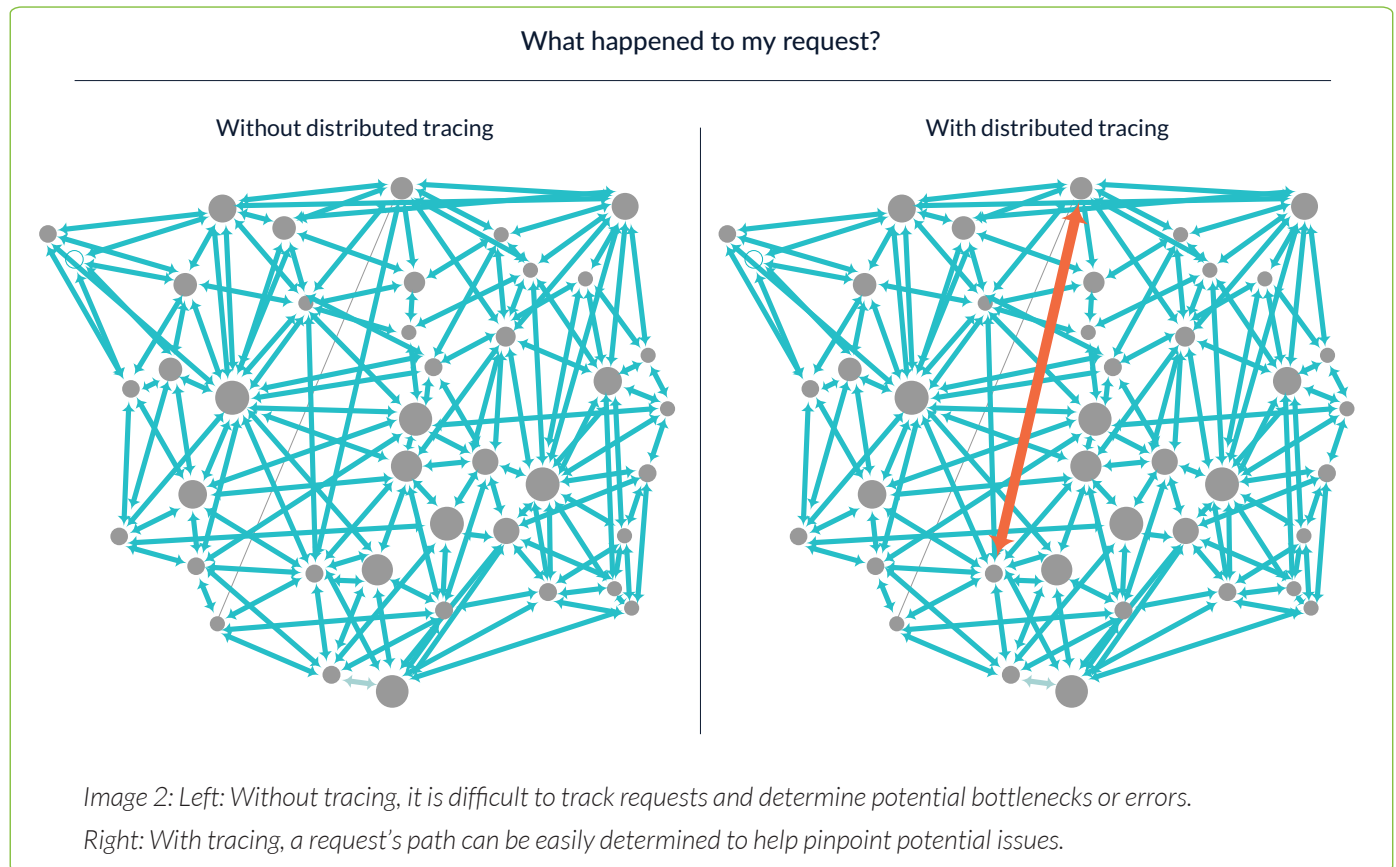 What happened to my request?
Without distributed tracing
With distributed tracing
Image 2: Left: Without tracing, it is difficult to track requests and determine potential bottlenecks or errors.
Right: With tracing, a request’s path can be easily determined to help pinpoint potential issues.